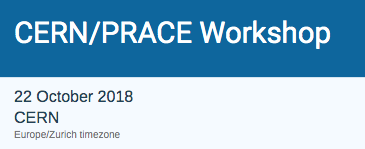 CERN/PRACE Workshop
22 October 2018
CERN
Europe/Zurich timezone